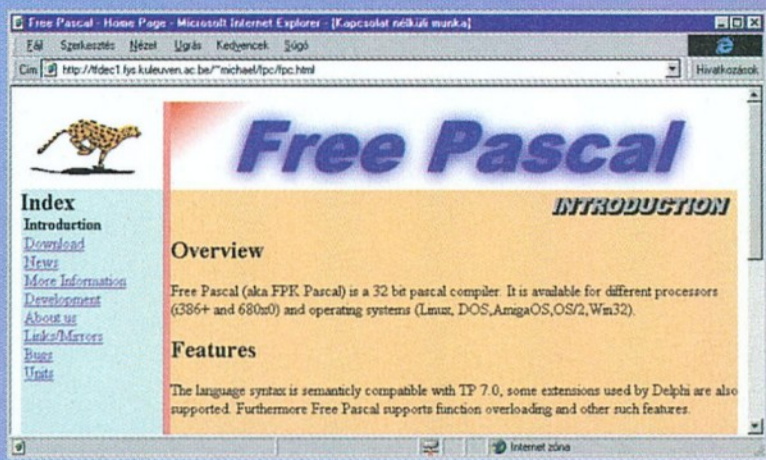 Free Pascal - Home Page - Microsoft Internet Explorer - [Kapcsolat nélküli munka]
Fájl Szerkesztés Nézet Ugrás Kedvencek Súgó
Cím http://tfdec1.fys.kuleuven.ac.be/~michael/fpc/fpc.html Hivatkozások
Free Pascal
INTRODUCTION
Index
Introduction
Download
News
More Information
Development
About us
Links/Mirrors
Bugs
Units
Overview
Free Pascal (aka FPK Pascal) is a 32 bit pascal compiler. It is available for different processors
(i386+ and 680x0) and operating systems (Linux, DOS,AmigaOS,OS/2,Win32).
Features
The language syntax is semanticly compatible with TP 7.0, some extensions used by Delphi are also
supported. Furthermore Free Pascal supports function overloading and other such features.
Internet zóna